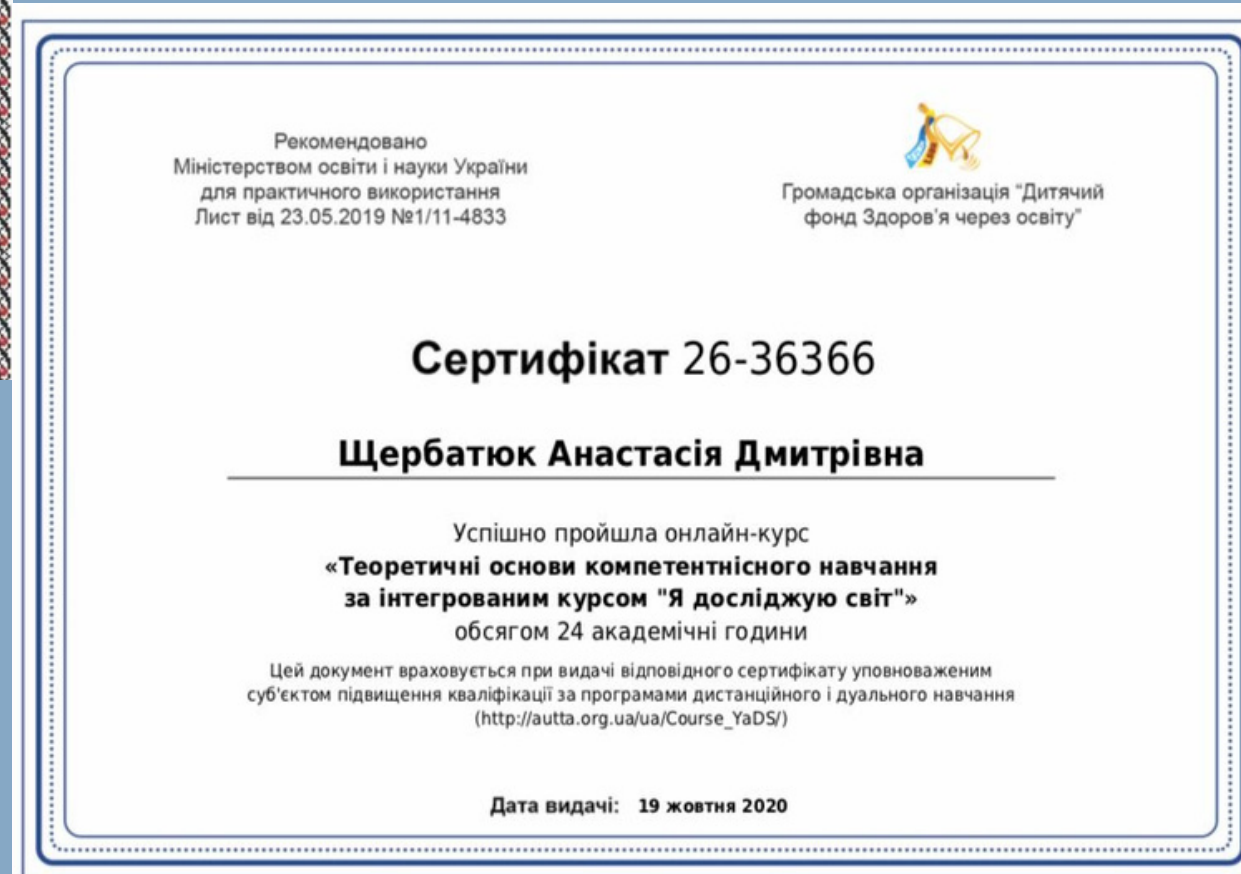 Рекомендовано
Міністерством освіти і науки України
для практичного використання
Лист від 23.05.2019 №1/11-4833
Громадська організація "Дитячий
фонд Здоров'я через освіту"
Сертифікат 26-36366
Щербатюк Анастасія Дмитрівна
Успішно пройшла онлайн-курс
«Теоретичні основи компетентнісного навчання
за інтегрованим курсом "Я досліджую світ"»
обсягом 24 академічні години
Цей документ враховується при видачі відповідного сертифікату уповноваженим
суб'єктом підвищення кваліфікації за програмами дистанційного і дуального навчання
(http://autta.org.ua/ua/Course_YaDS/)
Дата видачі: 19 жовтня 2020